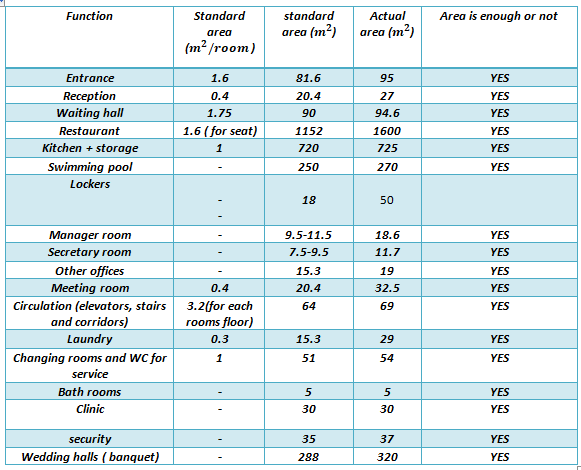 Function Standard area (m²/room) standard area (m²) Actual area (m²) Area is enough or not
Entrance 1.6 81.6 95 YES
Reception 0.4 20.4 27 YES
Waiting hall 1.75 90 94.6 YES
Restaurant 1.6 ( for seat) 1152 1600 YES
Kitchen + storage 1 720 725 YES
Swimming pool - 250 270 YES
Lockers
- 18 50
-
Manager room - 9.5-11.5 18.6 YES
Secretary room - 7.5-9.5 11.7 YES
Other offices - 15.3 19 YES
Meeting room 0.4 20.4 32.5 YES
Circulation (elevators, stairs and corridors) 3.2(for each rooms floor) 64 69 YES
Laundry 0.3 15.3 29 YES
Changing rooms and WC for service 1 51 54 YES
Bath rooms - 5 5 YES
Clinic - 30 30 YES
security - 35 37 YES
Wedding halls ( banquet) - 288 320 YES